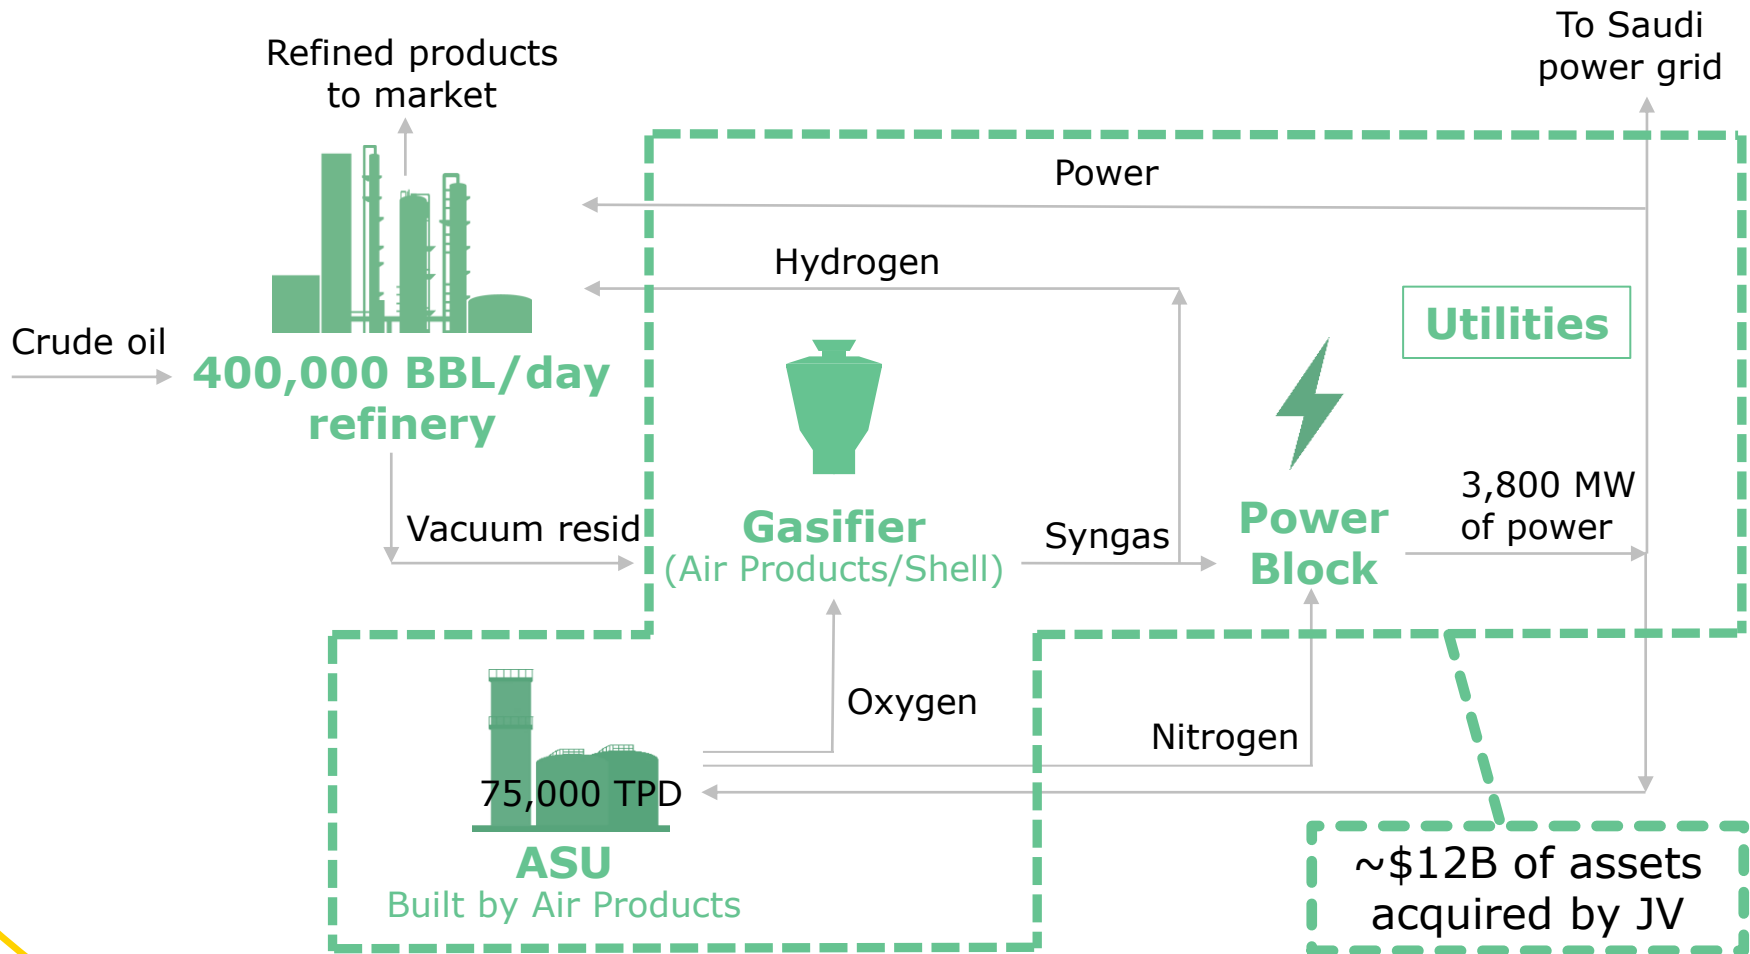 To Saudi
power grid
Refined products
to market
Power
Hydrogen
Utilities
Crude oil
400,000 BBL/day
refinery
3,800 MW
of power
Vacuum resid
Gasifier
(Air Products/Shell)
Syngas
Power
Block
Oxygen
Nitrogen
75,000 TPD
ASU
Built by Air Products
~$12B of assets
acquired by JV